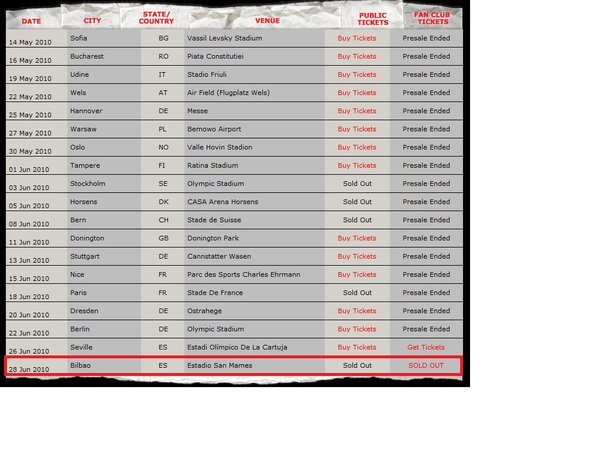 DATE CITY STATE/COUNTRY VENUE PUBLIC TICKETS FAN CLUB TICKETS
14 May 2010 Sofia BG Vassil Levsky Stadium Buy Tickets Presale Ended
16 May 2010 Bucharest RO Piata Constitutiei Buy Tickets Presale Ended
19 May 2010 Udine IT Stadio Friuli Buy Tickets Presale Ended
22 May 2010 Wels AT Air Field (Flugplatz Wels) Buy Tickets Presale Ended
25 May 2010 Hannover DE Messe Buy Tickets Presale Ended
27 May 2010 Warsaw PL Bemowo Airport Buy Tickets Presale Ended
30 May 2010 Oslo NO Valle Hovin Stadion Buy Tickets Presale Ended
01 Jun 2010 Tampere FI Ratina Stadium Buy Tickets Presale Ended
03 Jun 2010 Stockholm SE Olympic Stadium Sold Out Presale Ended
05 Jun 2010 Horsens DK CASA Arena Horsens Sold Out Presale Ended
08 Jun 2010 Bern CH Stade de Suisse Sold Out Presale Ended
11 Jun 2010 Donington GB Donington Park Buy Tickets Presale Ended
13 Jun 2010 Stuttgart DE Cannstatter Wasen Buy Tickets Presale Ended
15 Jun 2010 Nice FR Parc des Sports Charles Ehrmann Buy Tickets Presale Ended
18 Jun 2010 Paris FR Stade De France Sold Out Presale Ended
20 Jun 2010 Dresden DE Ostrahege Buy Tickets Presale Ended
22 Jun 2010 Berlin DE Olympic Stadium Buy Tickets Presale Ended
26 Jun 2010 Seville ES Estadi Olímpico De La Cartuja Buy Tickets Get Tickets
28 Jun 2010 Bilbao ES Estadio San Mames Sold Out SOLD OUT